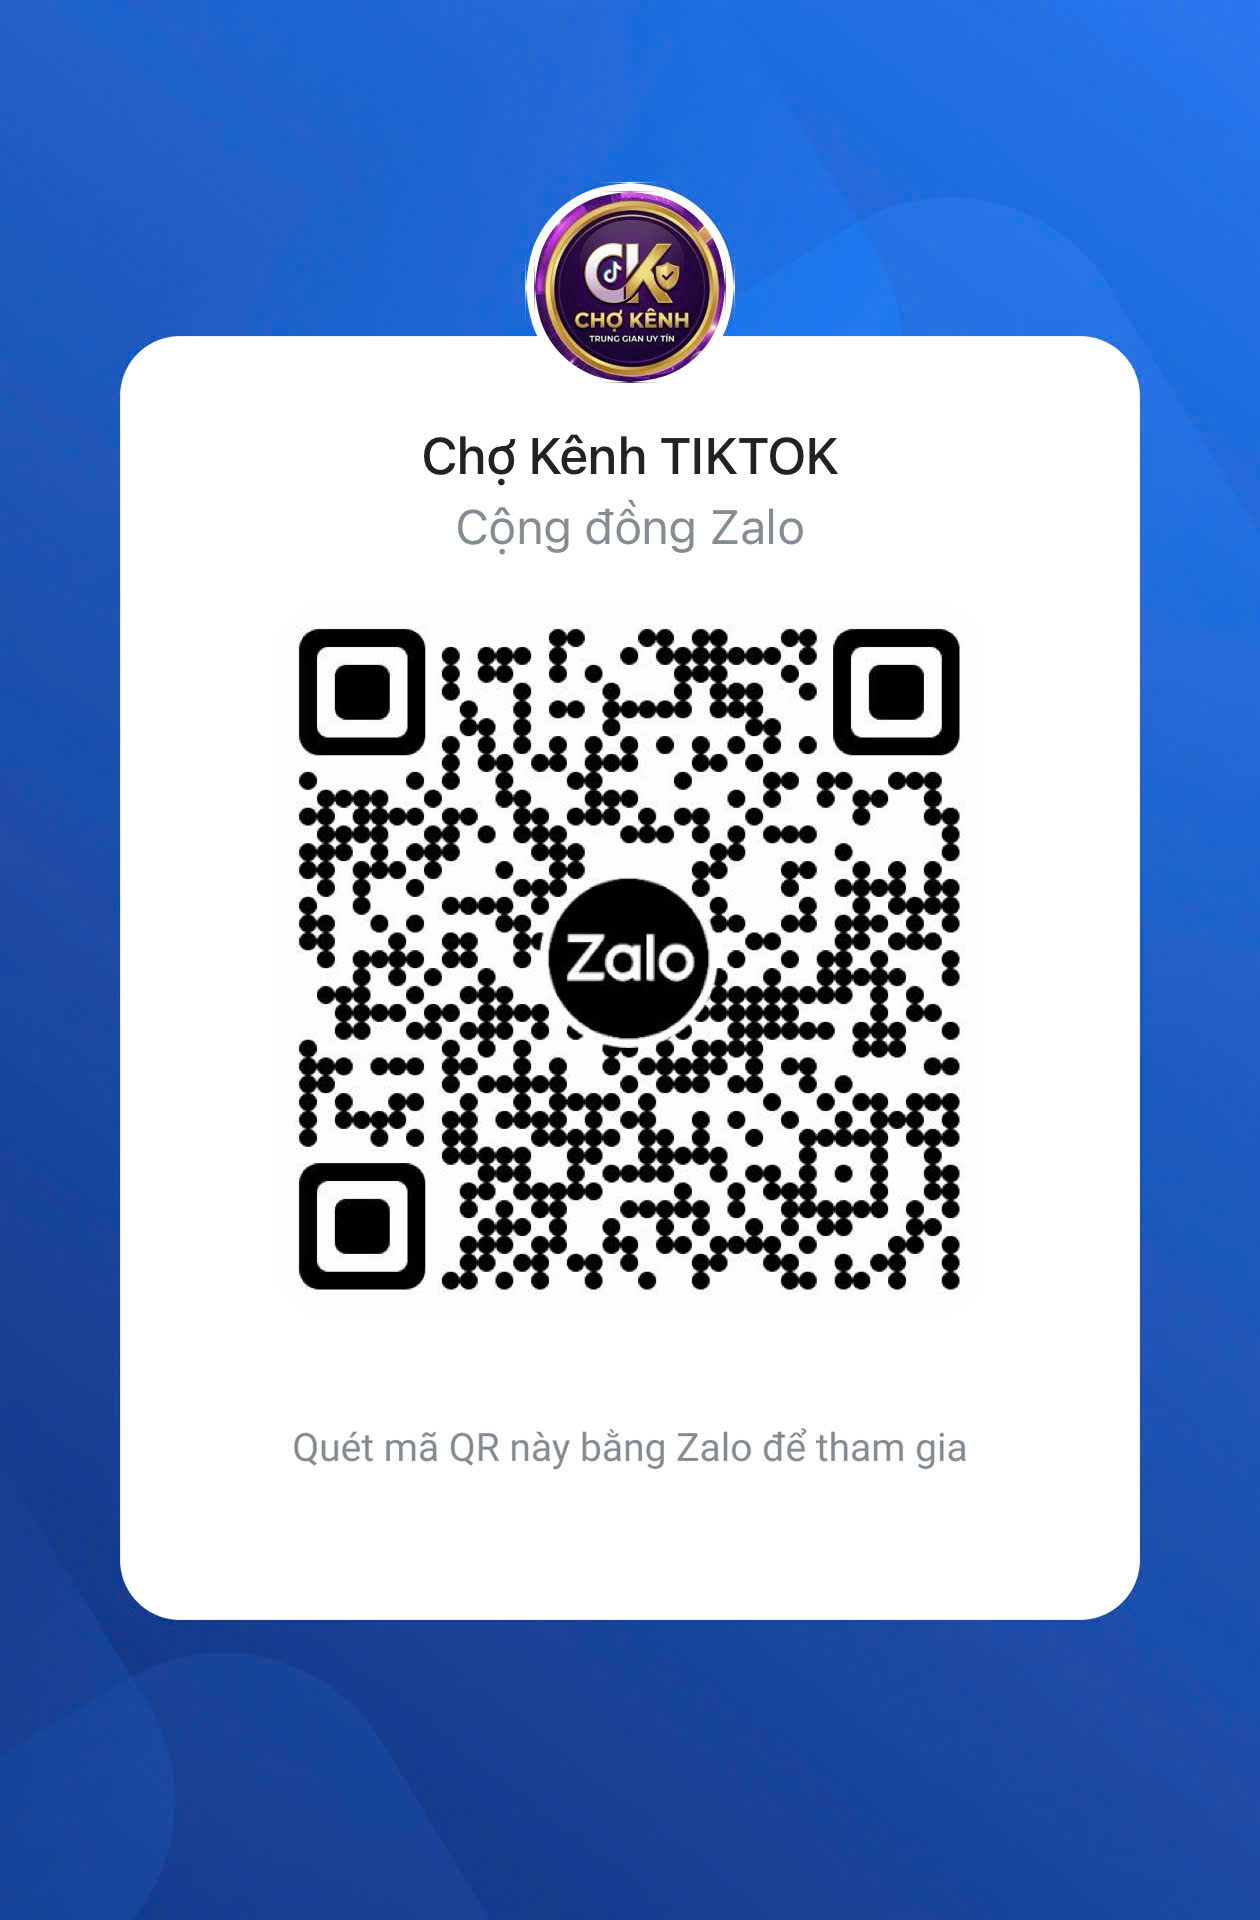 CK
CHỢ KÊNH
TRUNG GIAN UY TÍN
Chợ Kênh TIKTOK
Cộng đồng Zalo
Zalo
Quét mã QR này bằng Zalo để tham gia